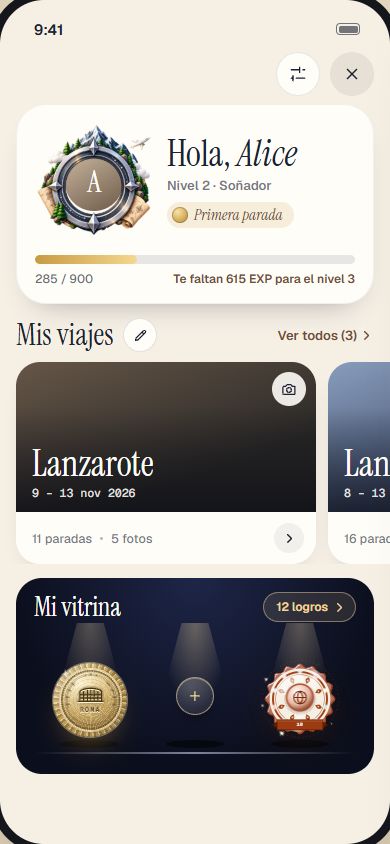 9:41
A
Hola, Alice
Nivel 2 · Soñador
Primera parada
285 / 900
Te faltan 615 EXP para el nivel 3
Mis viajes
Ver todos (3)
Lanzarote
9 – 13 nov 2026
11 paradas • 5 fotos
Lan
8 – 13
16 parad
Mi vitrina
12 logros
ROMA
10